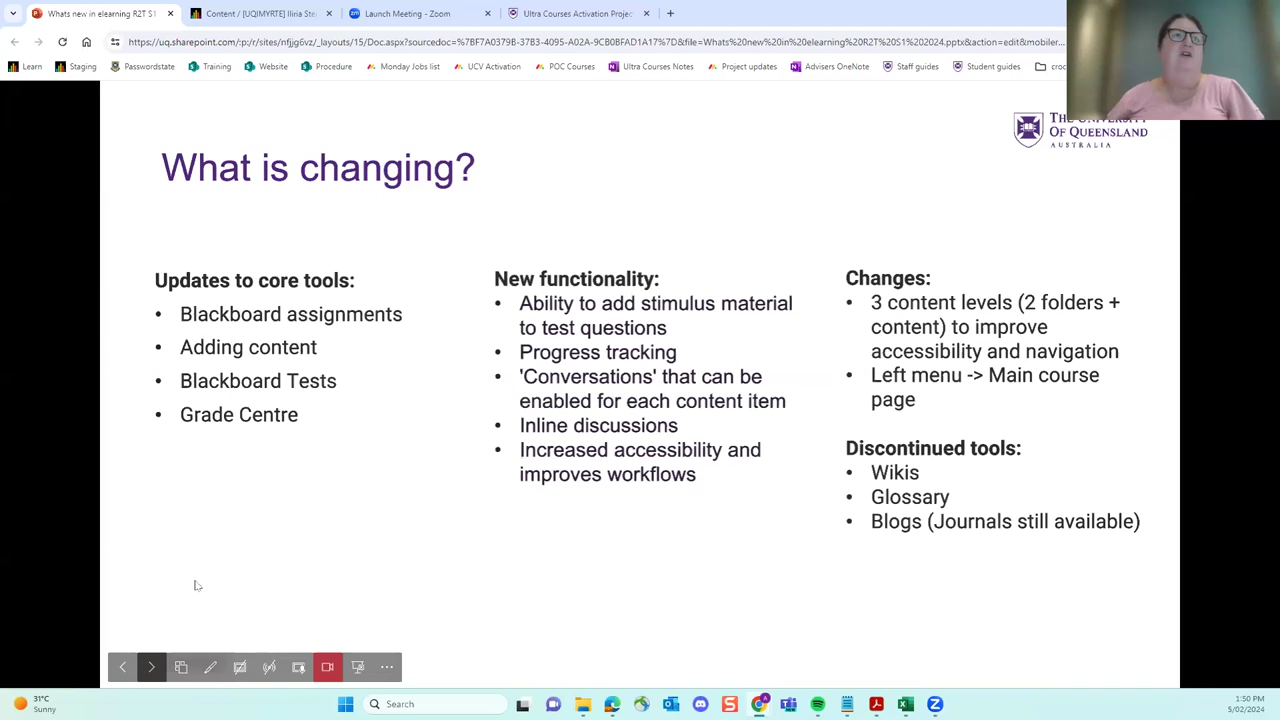 Whats new in elearning R2T S1
Content / [UQIMYRTE] Iliria Ste
Launch Meeting - Zoom
Ultra Courses Activation Projec
https://uq.sharepoint.com/:p:/r/sites/nfjjg6vz/_layouts/15/Doc.aspx?sourcedoc=%7BF7A0379B-37B3-4095-A02A-9CB0BFAD1A17%7D&file=Whats%20new%20in%20elearning%20R2T%20S1%202024.pptx&action=edit&mobiler...
Learn
Staging
Passwordstate
Training
Website
Procedure
Monday Jobs list
UCV Activation
POC Courses
Ultra Courses Notes
Project updates
Advisers OneNote
Staff guides
Student guides
croc
THE UNIVERSITY
OF QUEENSLAND
AUSTRALIA
What is changing?
Updates to core tools:
• Blackboard assignments
• Adding content
• Blackboard Tests
• Grade Centre
New functionality:
• Ability to add stimulus material
to test questions
• Progress tracking
• 'Conversations' that can be
enabled for each content item
• Inline discussions
• Increased accessibility and
improves workflows
Changes:
• 3 content levels (2 folders +
content) to improve
accessibility and navigation
• Left menu -> Main course
page
Discontinued tools:
• Wikis
• Glossary
• Blogs (Journals still available)
31°C
Sunny
Search
1:50 PM
5/02/2024